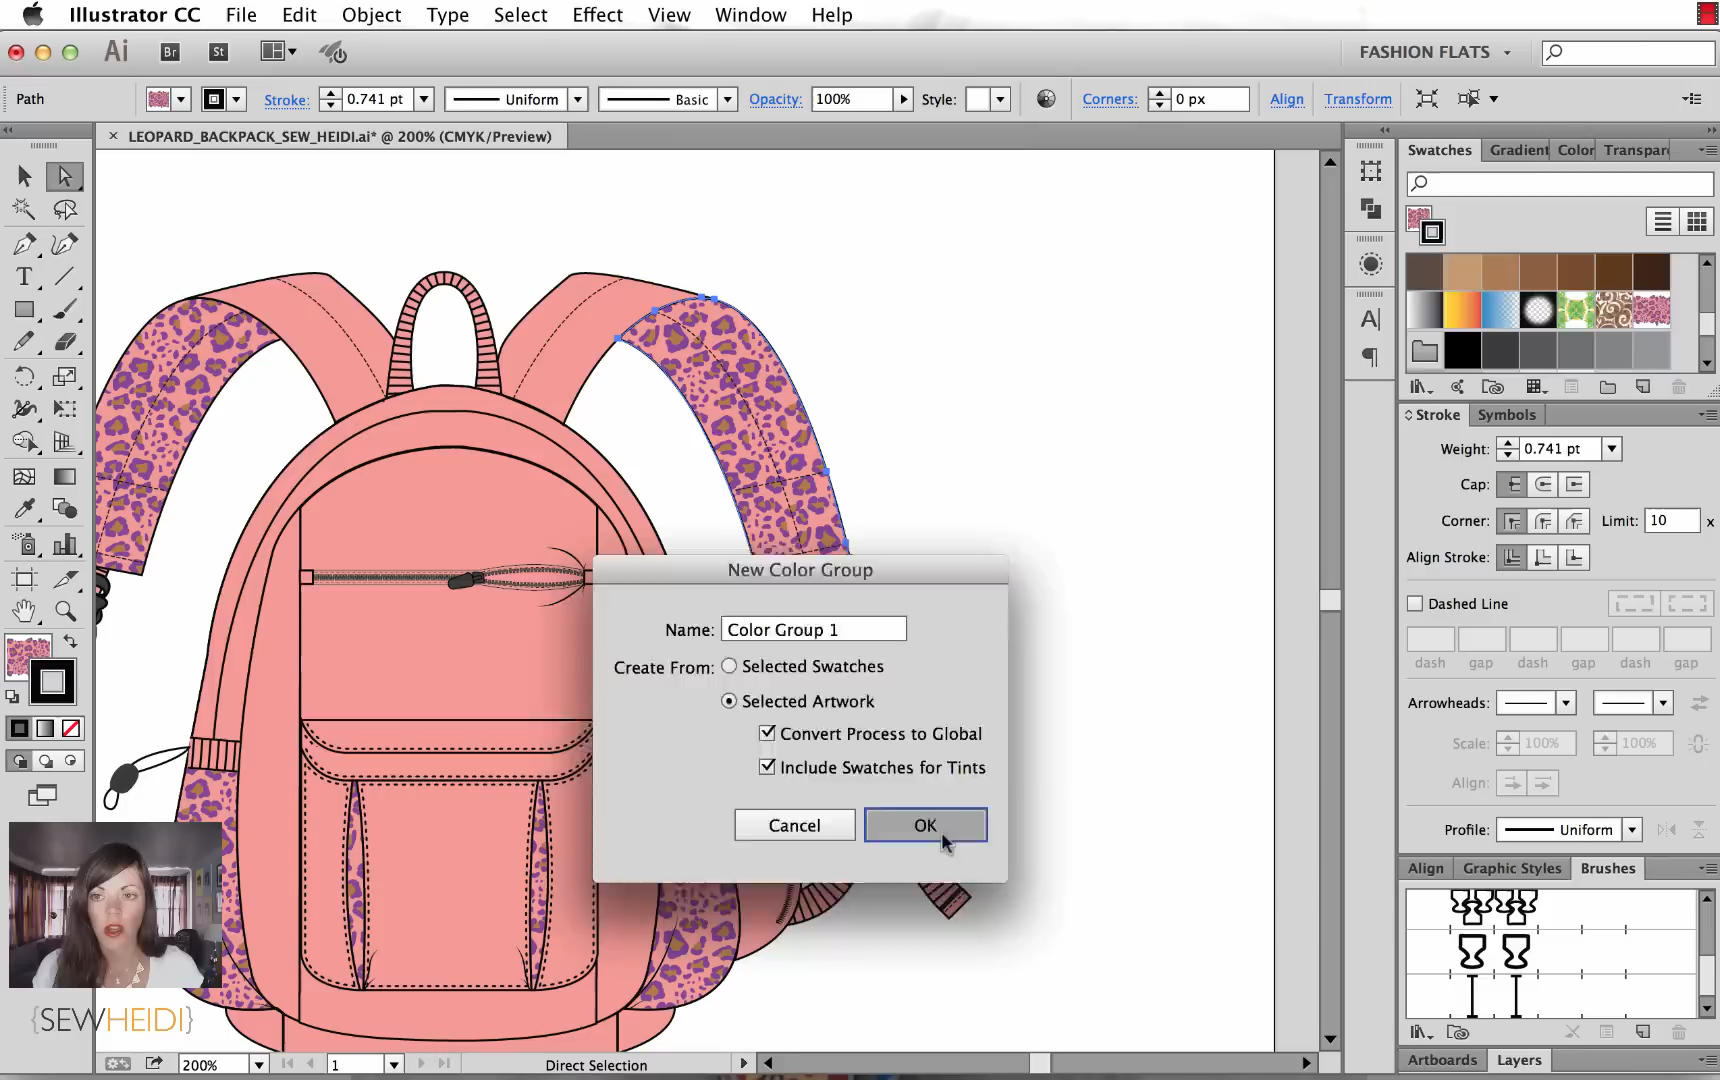 Illustrator CC File Edit Object Type Select Effect View Window Help
Ai Br St FASHION FLATS
Path Stroke: 0.741 pt Uniform Basic Opacity: 100% Style: Corners: 0 px Align Transform
× LEOPARD_BACKPACK_SEW_HEIDI.ai* @ 200% (CMYK/Preview)
Swatches Gradient Color Transpar
Stroke Symbols
Weight: 0.741 pt
Cap:
Corner: Limit: 10 x
Align Stroke:
Dashed Line
dash gap dash gap dash gap
Arrowheads:
Scale: 100% 100%
Align:
Profile: Uniform
Align Graphic Styles Brushes
Artboards Layers
New Color Group
Name: Color Group 1
Create From: Selected Swatches
Selected Artwork
Convert Process to Global
Include Swatches for Tints
Cancel OK
{SEWHEIDI}
200% 1 Direct Selection